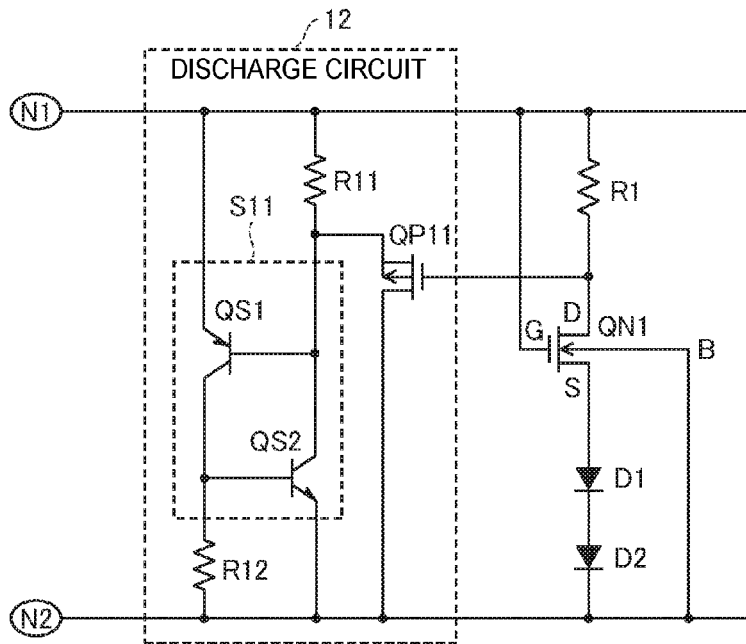 12
DISCHARGE CIRCUIT
N1
R11
R1
S11
QP11
QS1
D
QN1
G
B
S
QS2
D1
R12
D2
N2